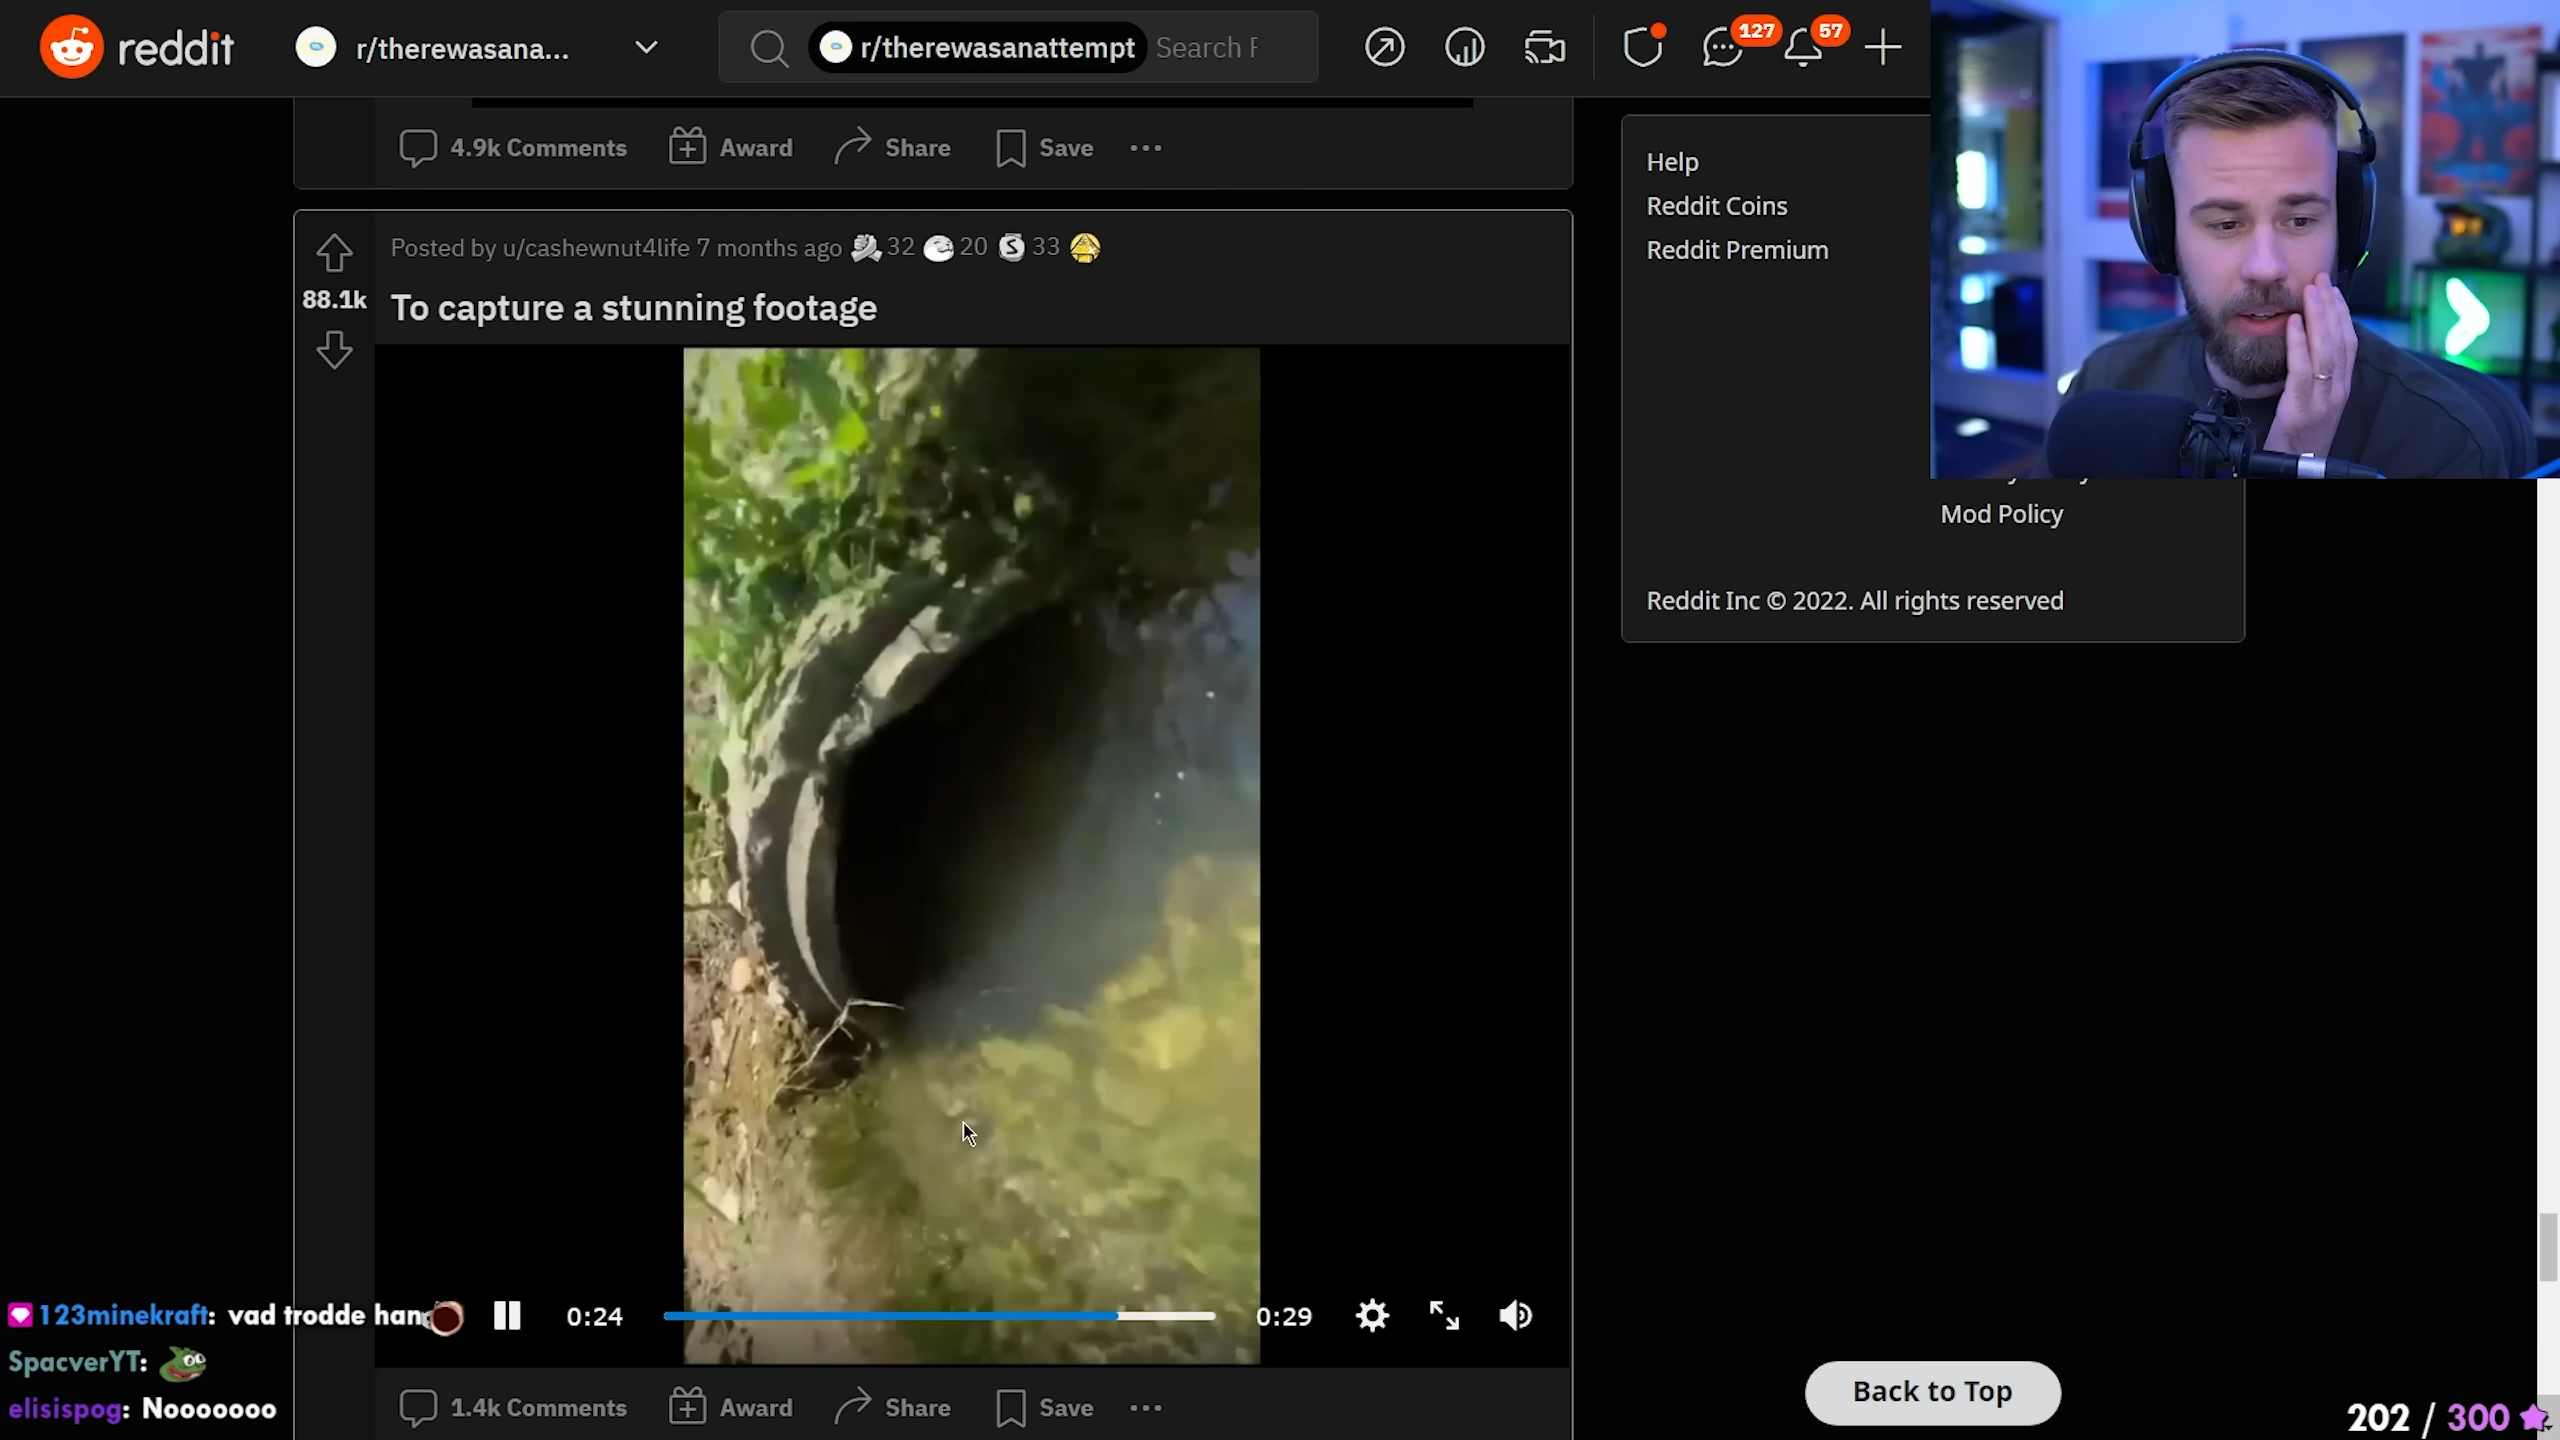 reddit
r/therewasana...
r/therewasanattempt
127
57
4.9k Comments
Award
Share
Save
Help
Reddit Coins
Reddit Premium
Mod Policy
Reddit Inc © 2022. All rights reserved
Posted by u/cashewnut4life 7 months ago
32
20
33
88.1k
To capture a stunning footage
0:24
0:29
1.4k Comments
Award
Share
Save
Back to Top
123minekraft: vad trodde han
SpacverYT:
elisispog: Nooooooo
202 / 300